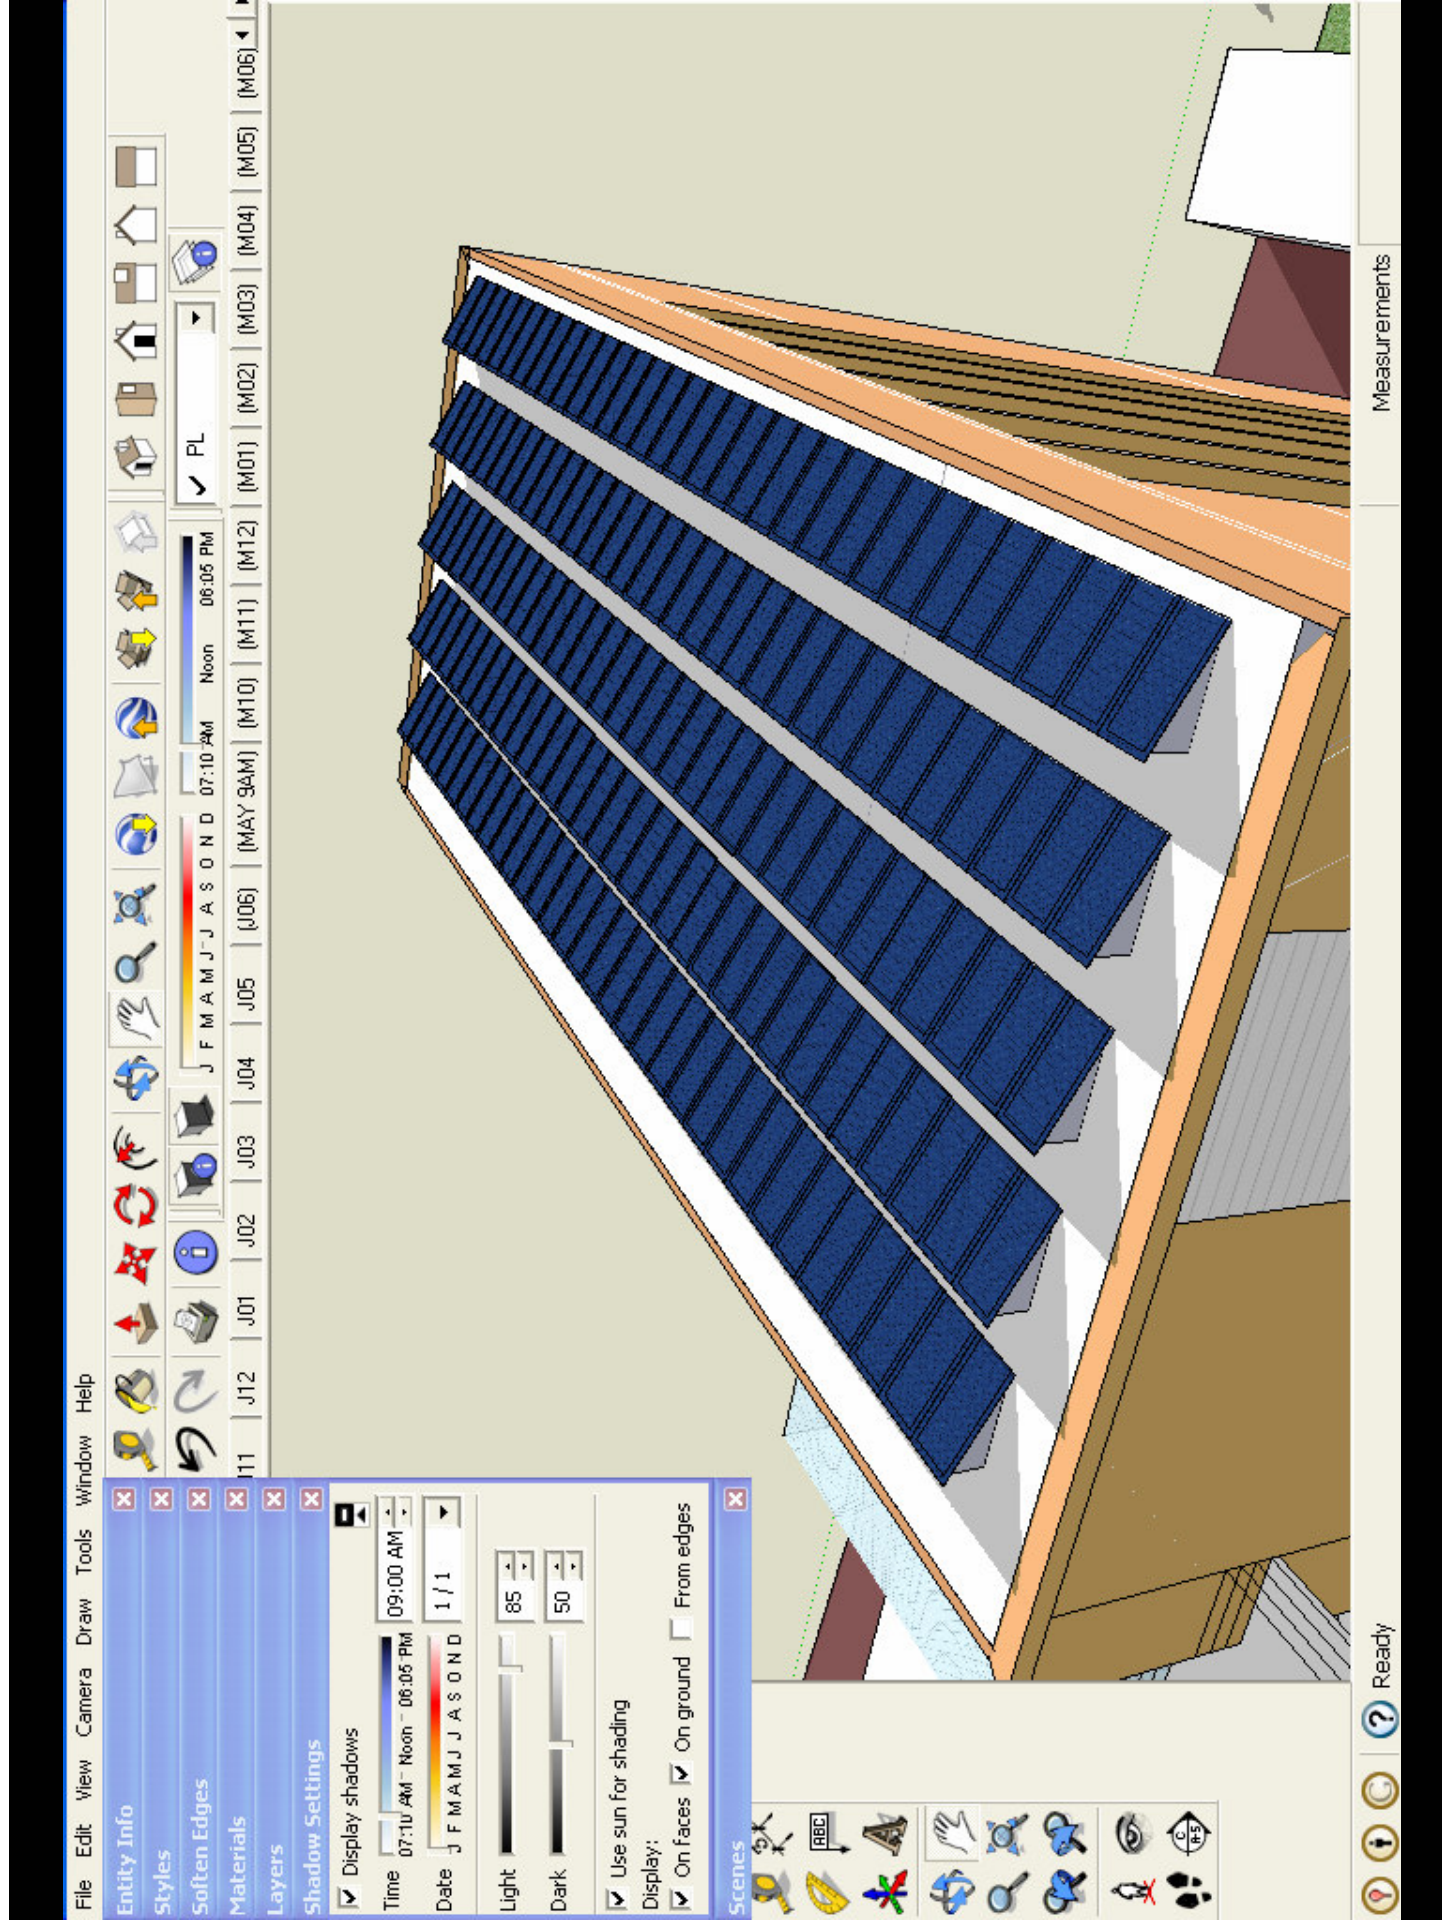 File Edit View Camera Draw Tools Window Help
Entity Info
Styles
Soften Edges
Materials
Layers
Shadow Settings
Display shadows
Time 07:10 AM Noon 06:05 PM 09:00 AM
Date J F M A M J J A S O N D 1 / 1
Light 85
Dark 50
Use sun for shading
Display:
On faces On ground From edges
Scenes
J F M A M J J A S O N D 07:10 AM Noon 06:05 PM PL
J11 J12 J01 J02 J03 J04 J05 (J06) (MAY 9AM) (M10) (M11) (M12) (M01) (M02) (M03) (M04) (M05) (M06)
ABC
C
A-5
Ready Measurements